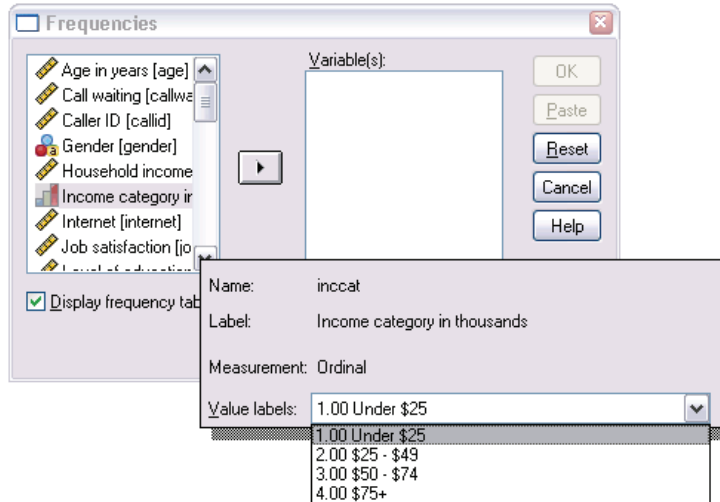 Frequencies
Variable(s):
Age in years [age]
Call waiting [callwa
Caller ID [callid]
Gender [gender]
Household income
Income category in
Internet [internet]
Job satisfaction [jo
OK
Paste
Reset
Cancel
Help
Display frequency tab
Name: inccat
Label: Income category in thousands
Measurement: Ordinal
Value labels: 1.00 Under $25
1.00 Under $25
2.00 $25 - $49
3.00 $50 - $74
4.00 $75+